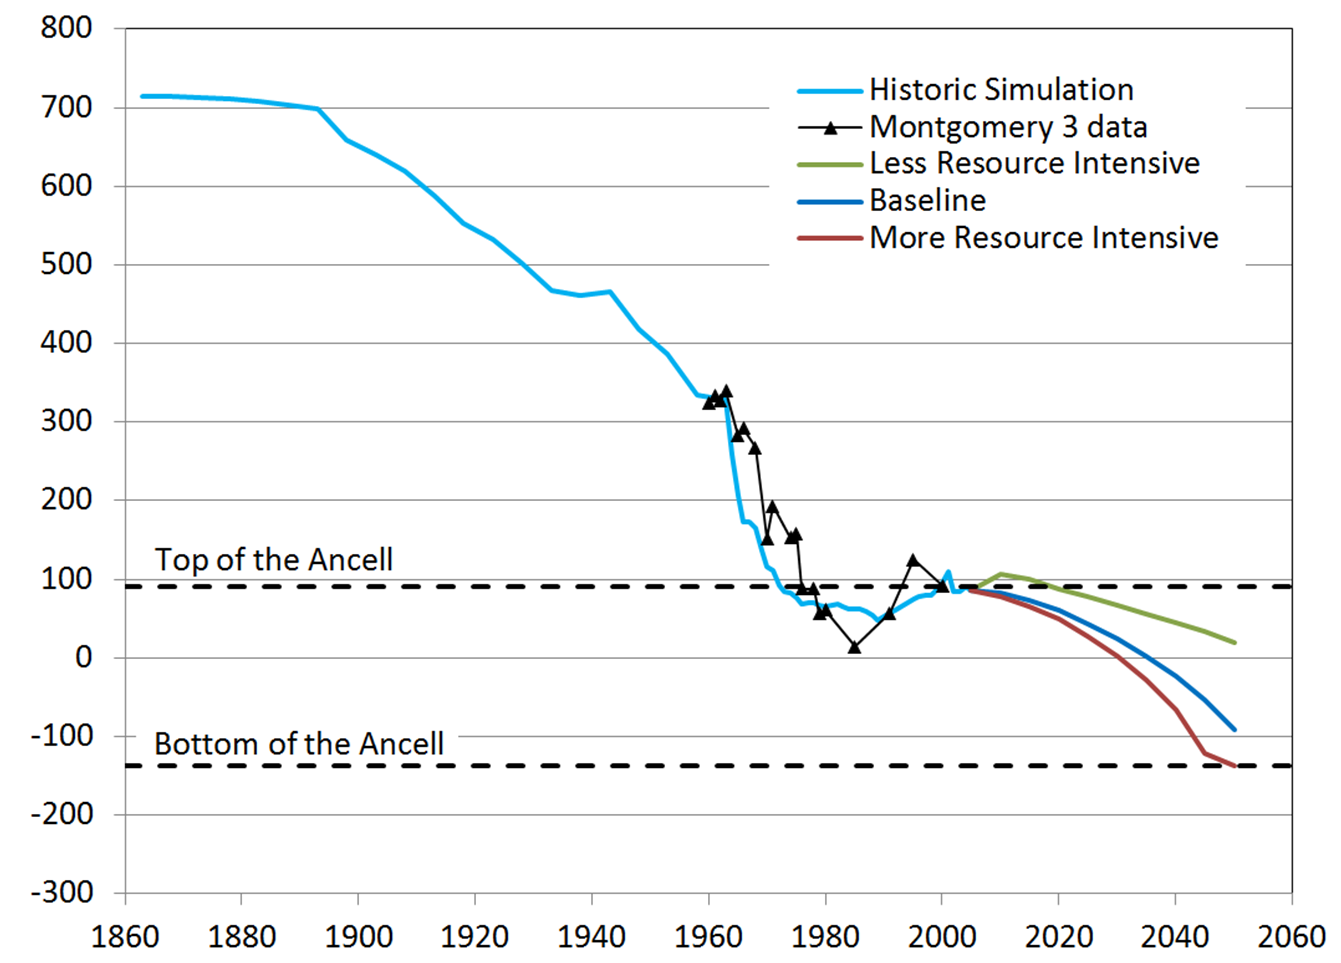 800
700
600
500
400
300
200
100
0
-100
-200
-300
Historic Simulation
Montgomery 3 data
Less Resource Intensive
Baseline
More Resource Intensive
Top of the Ancell
Bottom of the Ancell
1860 1880 1900 1920 1940 1960 1980 2000 2020 2040 2060